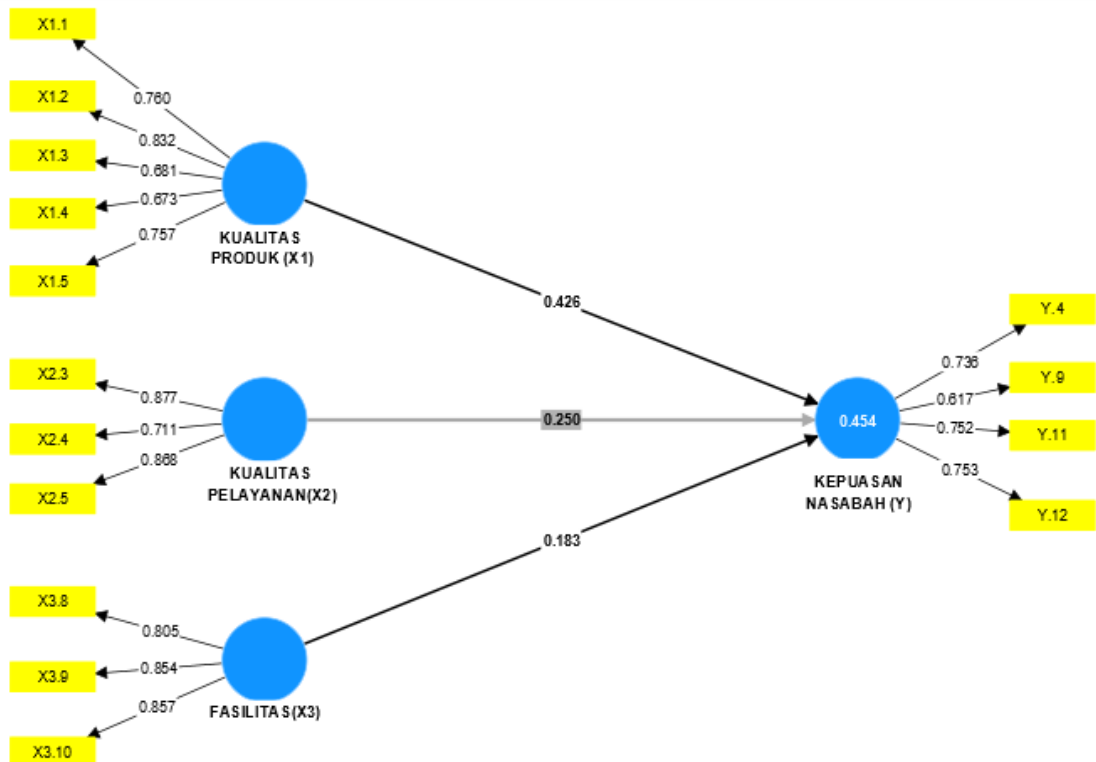 X1.1
0.760
X1.2
0.832
X1.3
0.681
X1.4
0.673
X1.5
0.757
KUALITAS
PRODUK (X1)
0.426
X2.3
0.877
X2.4
0.711
X2.5
0.868
KUALITAS
PELAYANAN(X2)
0.250
X3.8
0.805
X3.9
0.854
X3.10
0.857
FASILITAS(X3)
0.183
0.454
KEPUASAN
NASABAH (Y)
Y.4
0.736
Y.9
0.617
Y.11
0.752
Y.12
0.753